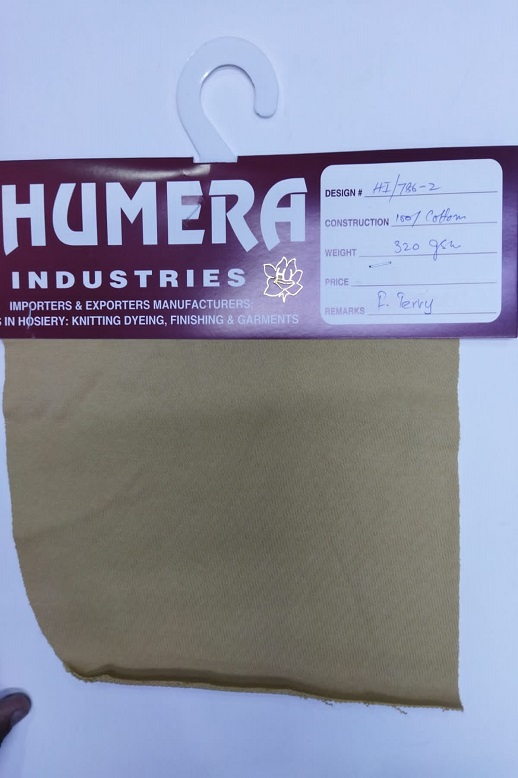 HUMERA
INDUSTRIES
IMPORTERS & EXPORTERS MANUFACTURERS:
S IN HOSIERY: KNITTING DYEING, FINISHING & GARMENTS
DESIGN # HI/786-2
CONSTRUCTION 100% Cotton
WEIGHT 320 gsm
PRICE
REMARKS Terry